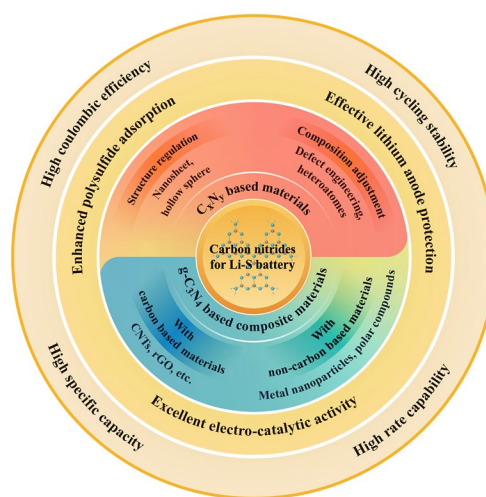 High coulombic efficiency
High cycling stability
Enhanced polysulfide adsorption
Effective lithium anode protection
Structure regulation
Nanosheet,
hollow sphere
Composition adjustment
Defect engineering,
heteroatomes
CxNy based materials
Carbon nitrides
for Li-S battery
g-C3N4 based composite materials
With
carbon based materials
CNTs, rGO, etc.
With
non-carbon based materials
Metal nanoparticles, polar compounds
Excellent electro-catalytic activity
High specific capacity
High rate capability